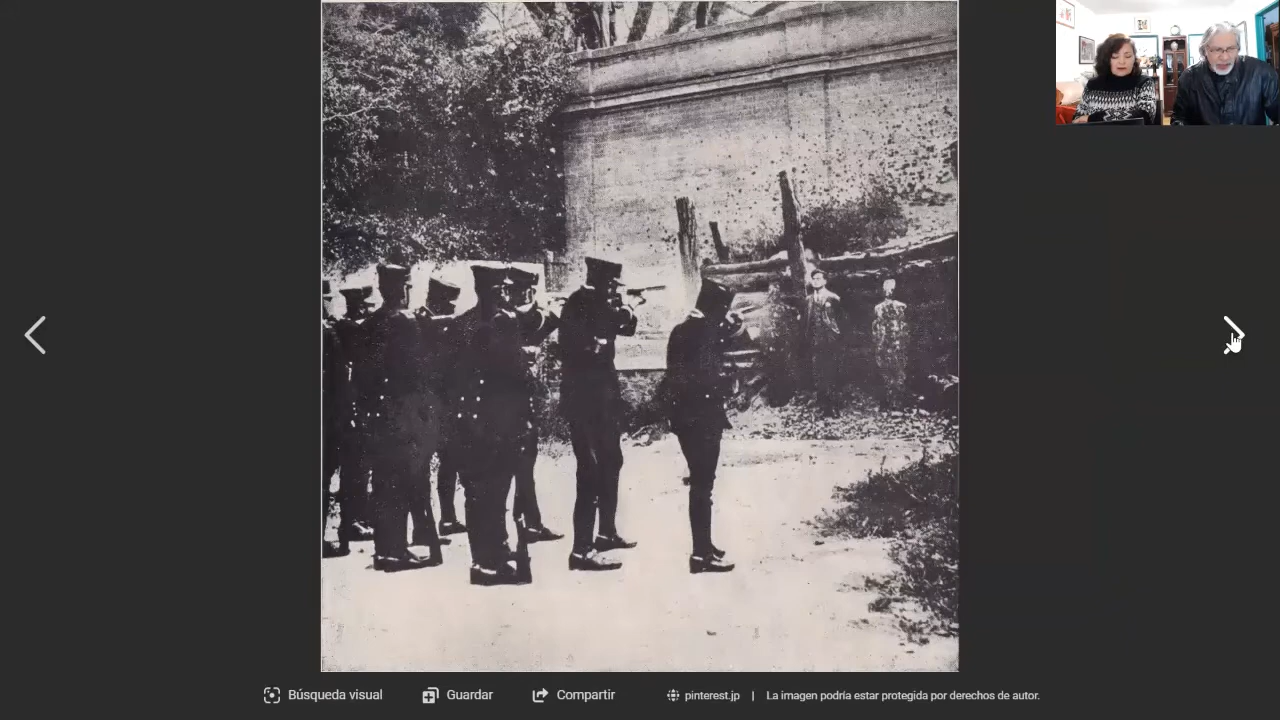 Búsqueda visual
Guardar
Compartir
pinterest.jp | La imagen podría estar protegida por derechos de autor.